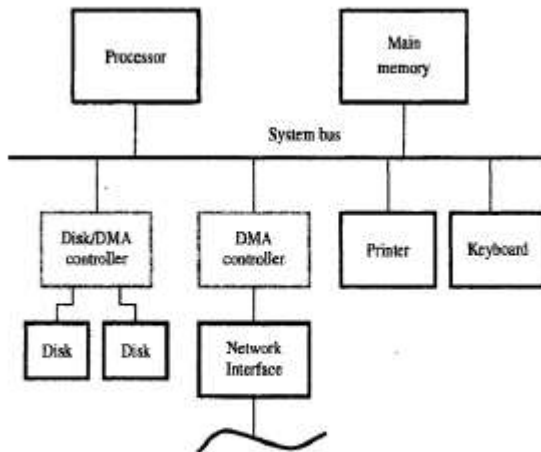 Processor
Main
memory
System bus
Disk/DMA
controller
DMA
controller
Printer
Keyboard
Disk
Disk
Network
Interface